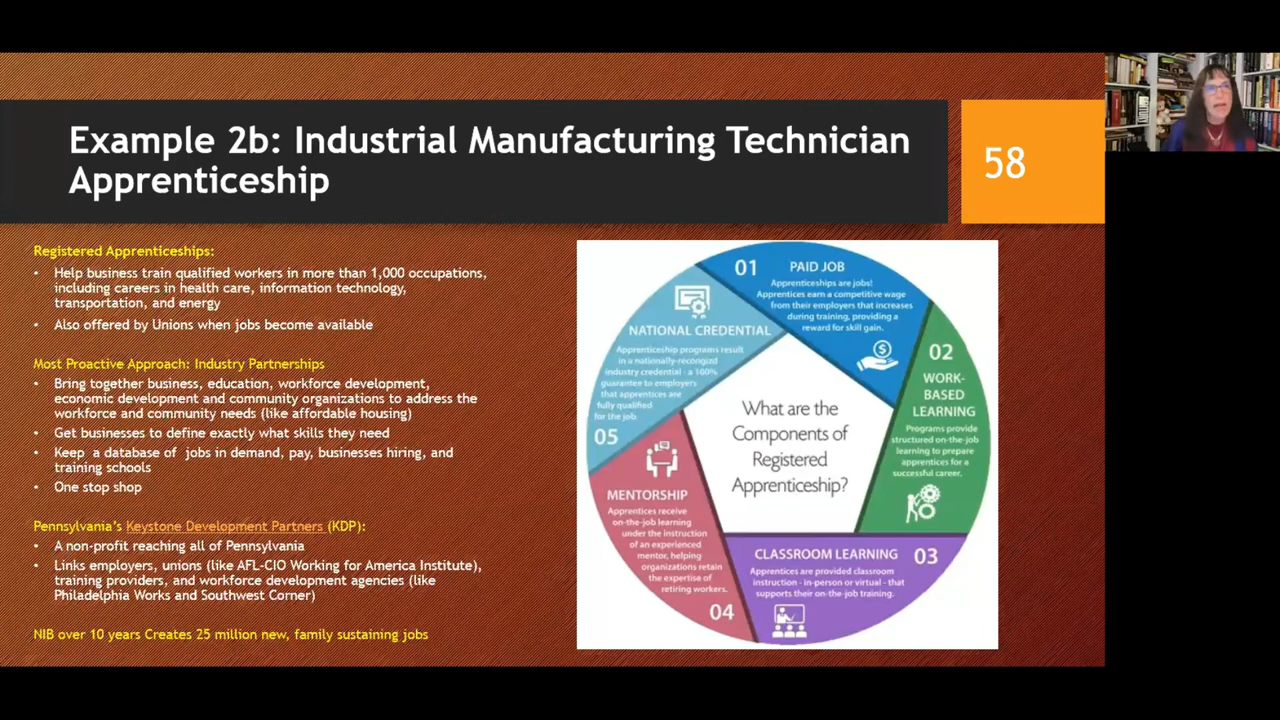 Example 2b: Industrial Manufacturing Technician
Apprenticeship
58
Registered Apprenticeships:
• Help business train qualified workers in more than 1,000 occupations,
including careers in health care, information technology,
transportation, and energy
• Also offered by Unions when jobs become available
Most Proactive Approach: Industry Partnerships
• Bring together business, education, workforce development,
economic development and community organizations to address the
workforce and community needs (like affordable housing)
• Get businesses to define exactly what skills they need
• Keep a database of jobs in demand, pay, businesses hiring, and
training schools
• One stop shop
Pennsylvania's Keystone Development Partners (KDP):
• A non-profit reaching all of Pennsylvania
• Links employers, unions (like AFL-CIO Working for America Institute),
training providers, and workforce development agencies (like
Philadelphia Works and Southwest Corner)
NIB over 10 years Creates 25 million new, family sustaining jobs
What are the
Components of
Registered
Apprenticeship?
01
PAID JOB
Apprenticeships are jobs!
Apprentices earn a competitive wage
from their employers that increases
during training, providing a
reward for skill gain.
02
WORK-
BASED
LEARNING
Programs provide
structured on-the-job
learning to prepare
apprentices for a
successful career.
CLASSROOM LEARNING
03
Apprentices are provided classroom
instruction - in-person or virtual - that
supports their on-the-job training.
MENTORSHIP
Apprentices receive
on-the-job learning
under the instruction
of an experienced
mentor, helping
organizations retain
the expertise of
retiring workers.
04
NATIONAL CREDENTIAL
Apprenticeship programs result
in a nationally-recongizd
industry credential - a 100%
guarantee to employers
that apprentices are
fully qualified
for the job.
05